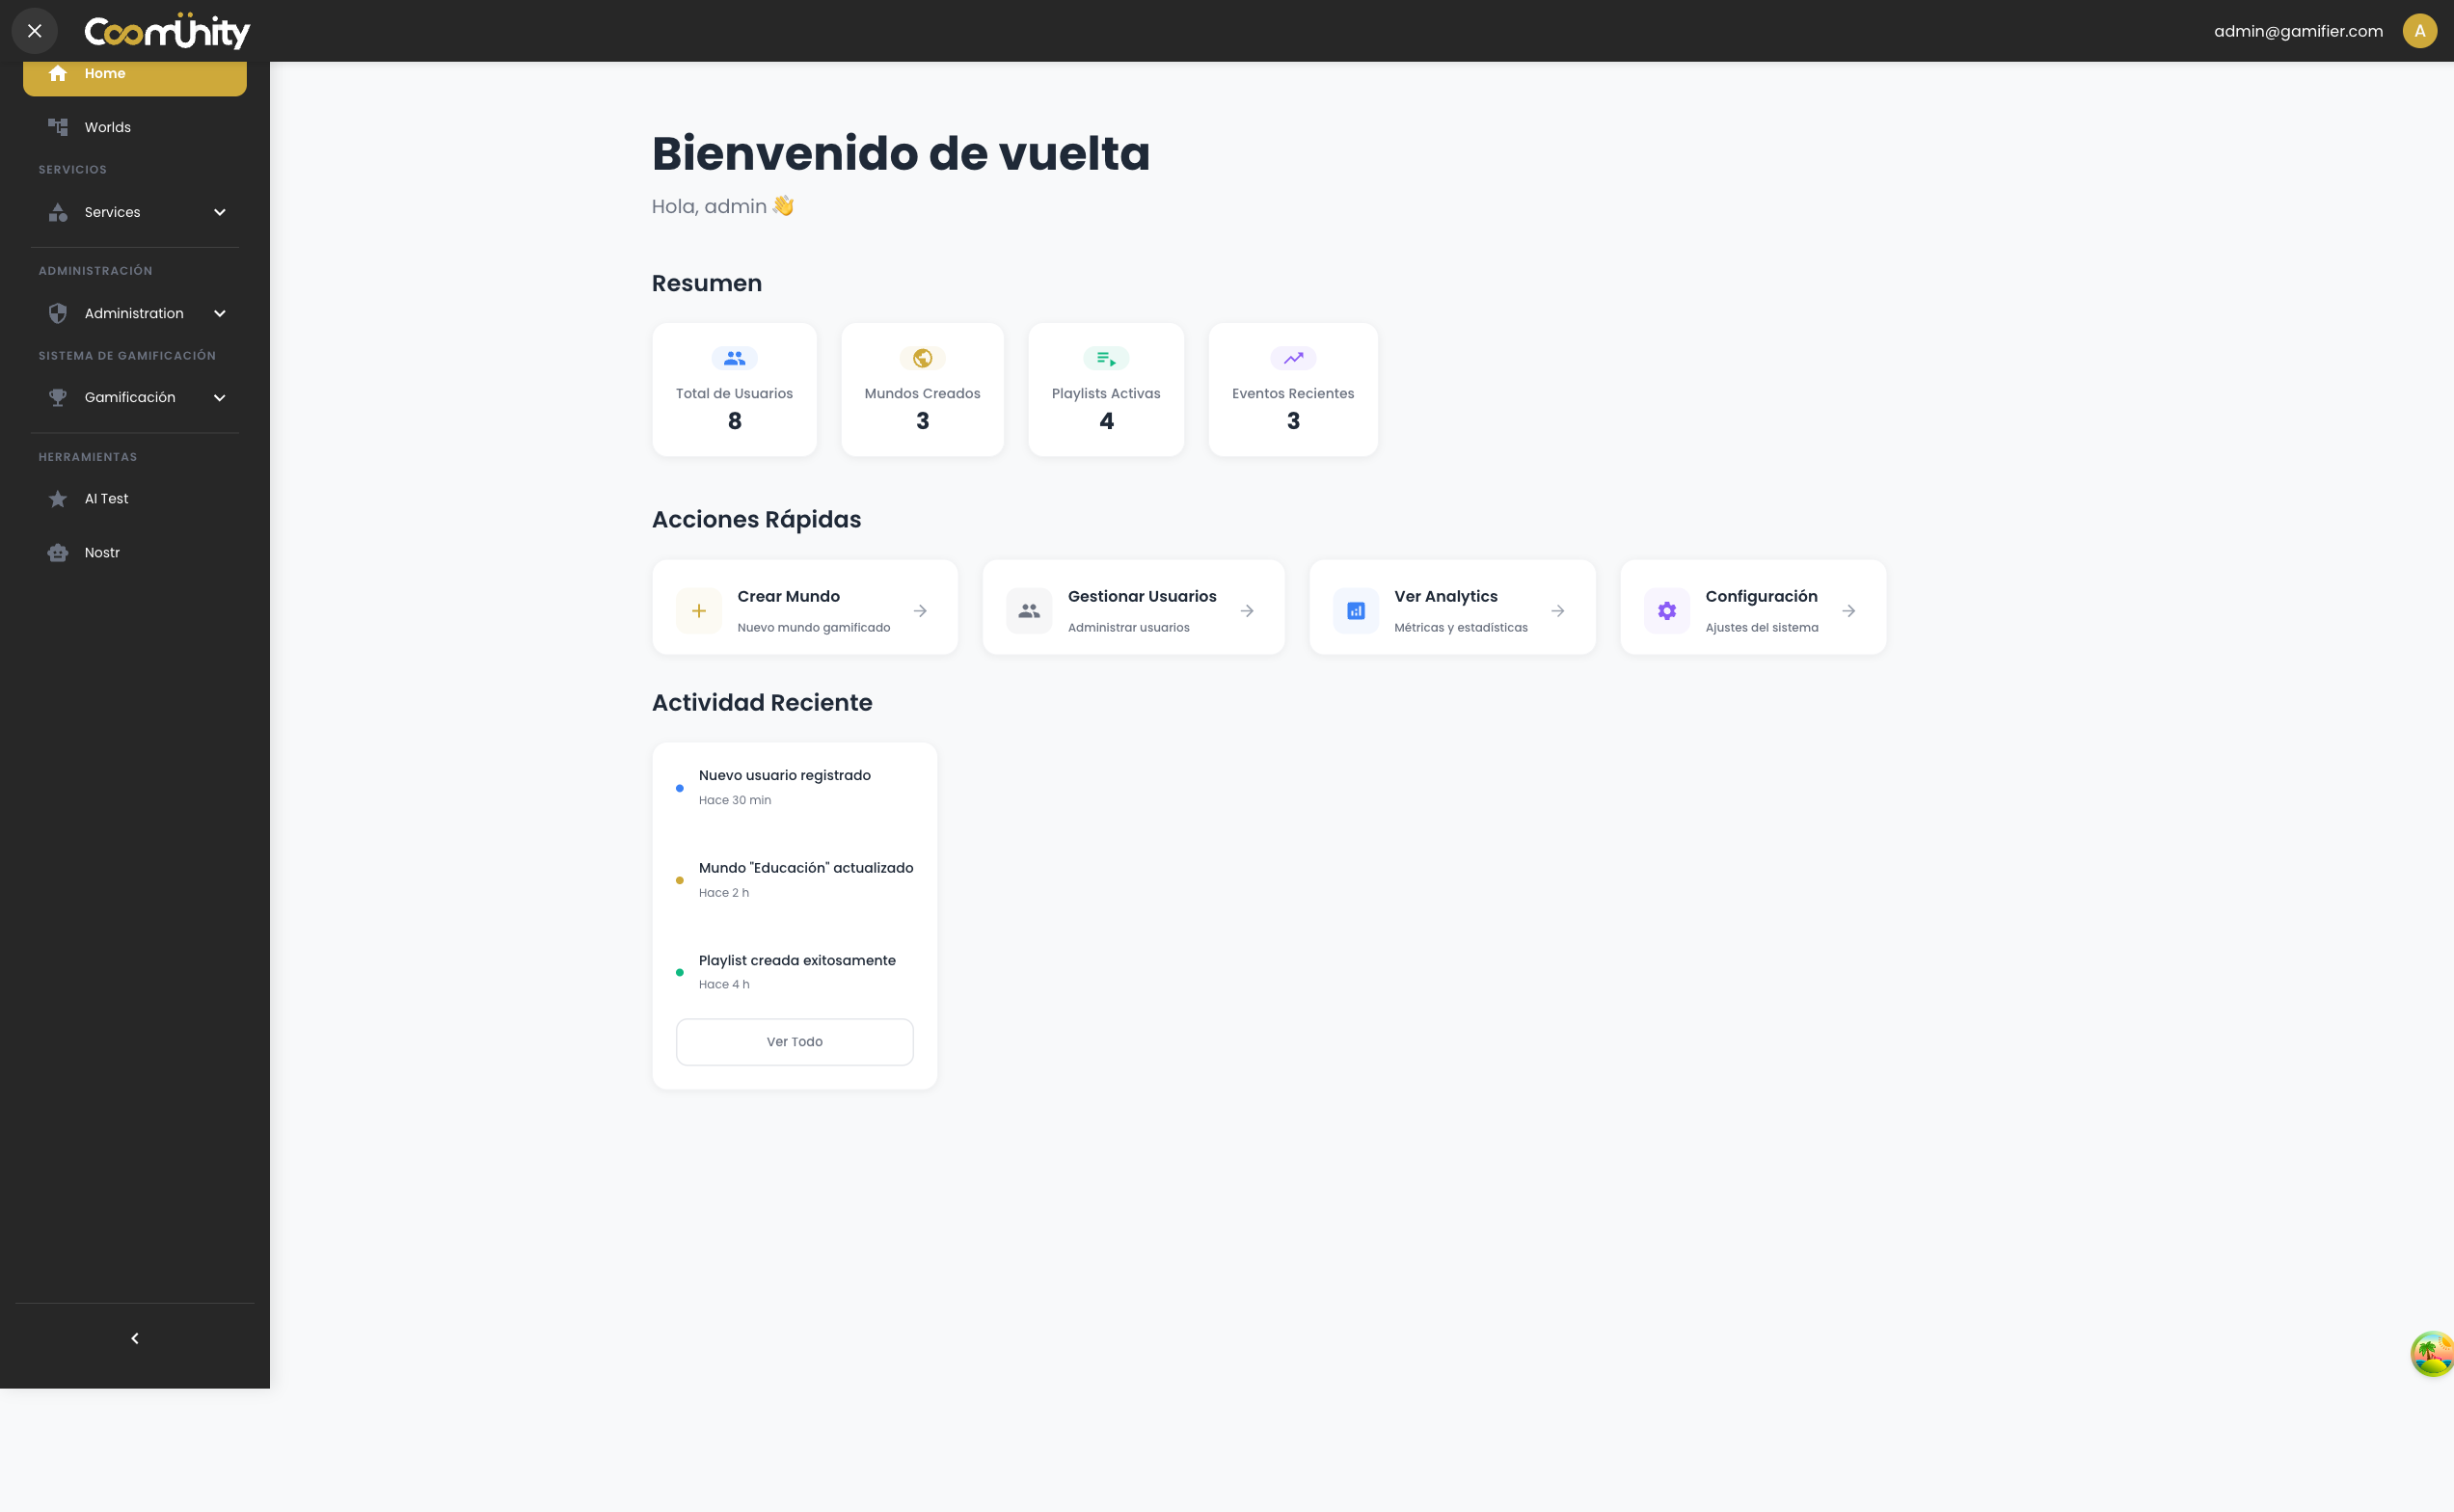 Coomünity
admin@gamifier.com
A
Home
Worlds
SERVICIOS
Services
ADMINISTRACIÓN
Administration
SISTEMA DE GAMIFICACIÓN
Gamificación
HERRAMIENTAS
AI Test
Nostr
Bienvenido de vuelta
Hola, admin 👋
Resumen
Total de Usuarios
8
Mundos Creados
3
Playlists Activas
4
Eventos Recientes
3
Acciones Rápidas
Crear Mundo
Nuevo mundo gamificado
Gestionar Usuarios
Administrar usuarios
Ver Analytics
Métricas y estadísticas
Configuración
Ajustes del sistema
Actividad Reciente
Nuevo usuario registrado
Hace 30 min
Mundo "Educación" actualizado
Hace 2 h
Playlist creada exitosamente
Hace 4 h
Ver Todo